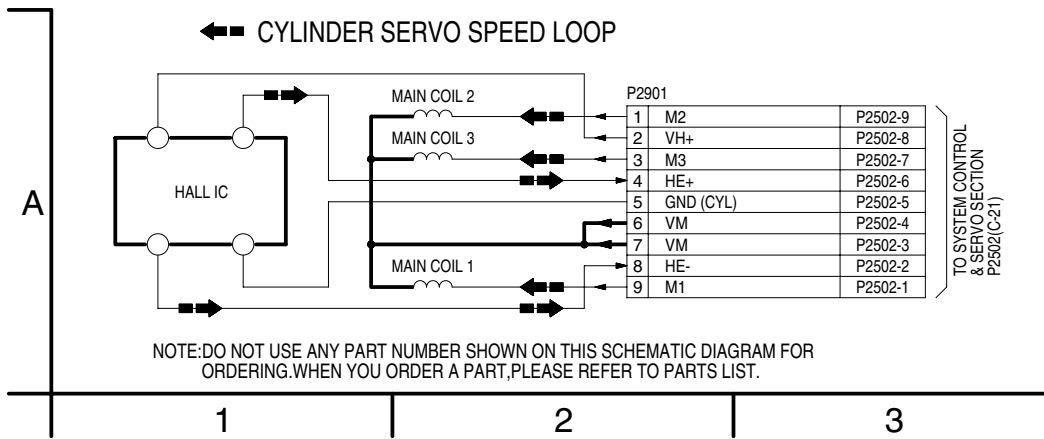 CYLINDER SERVO SPEED LOOP
P2901
MAIN COIL 2
1 M2 P2502-9
2 VH+ P2502-8
MAIN COIL 3
3 M3 P2502-7
4 HE+ P2502-6
HALL IC
5 GND (CYL) P2502-5
6 VM P2502-4
7 VM P2502-3
MAIN COIL 1
8 HE- P2502-2
9 M1 P2502-1
TO SYSTEM CONTROL
& SERVO SECTION
P2502(C-21)
A
NOTE:DO NOT USE ANY PART NUMBER SHOWN ON THIS SCHEMATIC DIAGRAM FOR
ORDERING.WHEN YOU ORDER A PART,PLEASE REFER TO PARTS LIST.
1 2 3